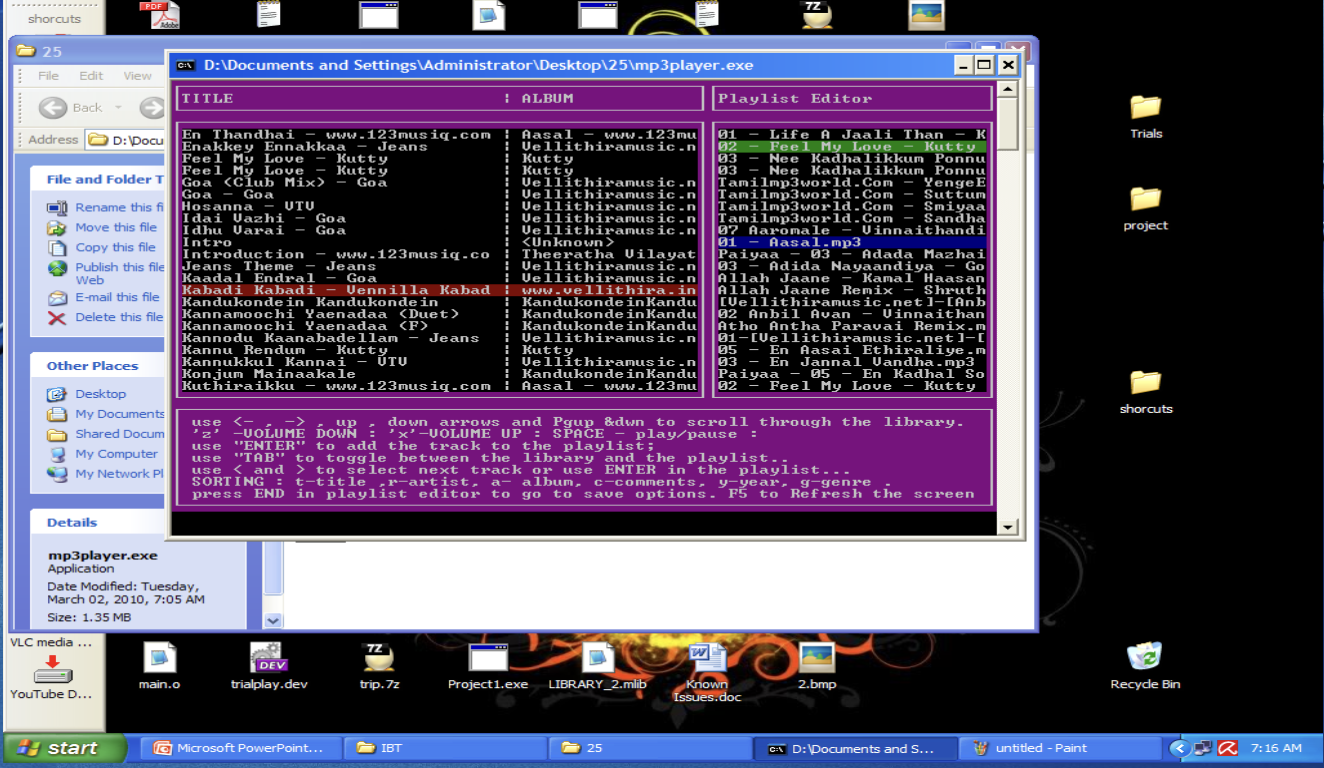 shorcuts
25
File Edit View
Back
Address D:\Docu
File and Folder T
Rename this fi
Move this file
Copy this file
Publish this file
Web
E-mail this file
Delete this file
Other Places
Desktop
My Documents
Shared Docum
My Computer
My Network Pl
Details
mp3player.exe
Application
Date Modified: Tuesday,
March 02, 2010, 7:05 AM
Size: 1.35 MB
D:\Documents and Settings\Administrator\Desktop\25\mp3player.exe
TITLE ¦ ALBUM
En Thandhai - www.123musiq.com ¦ Aasal - www.123mu
Enakkey Ennakkaa - Jeans ¦ Vellithiramusic.n
Feel My Love - Kutty ¦ Kutty
Feel My Love - Kutty ¦ Kutty
Goa (Club Mix) - Goa ¦ Vellithiramusic.n
Goa - Goa ¦ Vellithiramusic.n
Hosanna - VTV ¦ Vellithiramusic.n
Idai Vazhi - Goa ¦ Vellithiramusic.n
Idhu Varai - Goa ¦ Vellithiramusic.n
Intro ¦ <Unknown>
Introduction - www.123musiq.co ¦ Theeratha Vilayat
Jeans Theme - Jeans ¦ Vellithiramusic.n
Kaadal Endral - Goa ¦ Vellithiramusic.n
Kabadi Kabadi - Vennilla Kabad ¦ www.vellithira.in
Kandukondein Kandukondein ¦ KandukondeinKandu
Kannamoochi Yaenadaa (Duet) ¦ KandukondeinKandu
Kannamoochi Yaenadaa (F) ¦ KandukondeinKandu
Kannodu Kaanabadellam - Jeans ¦ Vellithiramusic.n
Kannu Rendum - Kutty ¦ Kutty
Kannukkul Kannai - VTV ¦ Vellithiramusic.n
Konjum Mainaakale ¦ KandukondeinKandu
Kuthiraikku - www.123musiq.com ¦ Aasal - www.123mu
Playlist Editor
01 - Life A Jaali Than - K
02 - Feel My Love - Kutty
03 - Nee Kadhalikkum Ponnu
03 - Nee Kadhalikkum Ponnu
Tamilmp3world.Com - YengeE
Tamilmp3world.Com - Suttum
Tamilmp3world.Com - Smiyaa
Tamilmp3world.Com - Sandha
07 Aaromale - Vinnaithandi
01 - Aasal.mp3
Paiyaa - 03 - Adada Mazhai
03 - Adida Nayaandiya - Go
Allah Jaane - Kamal Haasan
Allah Jaane Remix - Shruth
[Vellithiramusic.net]-[Anb
02 Anbil Avan - Vinnaithan
Atho Antha Paravai Remix.m
01-[Vellithiramusic.net]-[
05 - En Aasai Ethiraliye.m
03 - En Jannal Vandha.mp3
Paiyaa - 05 - En Kadhal So
02 - Feel My Love - Kutty
use <- , -> , up , down arrows and Pgup &dwn to scroll through the library.
'z' -VOLUME DOWN : 'x'-VOLUME UP : SPACE - play/pause :
use "ENTER" to add the track to the playlist;
use "TAB" to toggle between the library and the playlist..
use < and > to select next track or use ENTER in the playlist...
SORTING : t-title ,r-artist, a- album, c-comments, y-year, g-genre .
press END in playlist editor to go to save options. F5 to Refresh the screen
Trials
project
shorcuts
VLC media ...
YouTube D...
main.o
trialplay.dev
trip.7z
Project1.exe
LIBRARY_2.mlib
Known
Issues.doc
2.bmp
Recycle Bin
PDF
Adobe
7Z
DEV
7Z
start
Microsoft PowerPoint...
IBT
25
D:\Documents and S...
untitled - Paint
7:16 AM